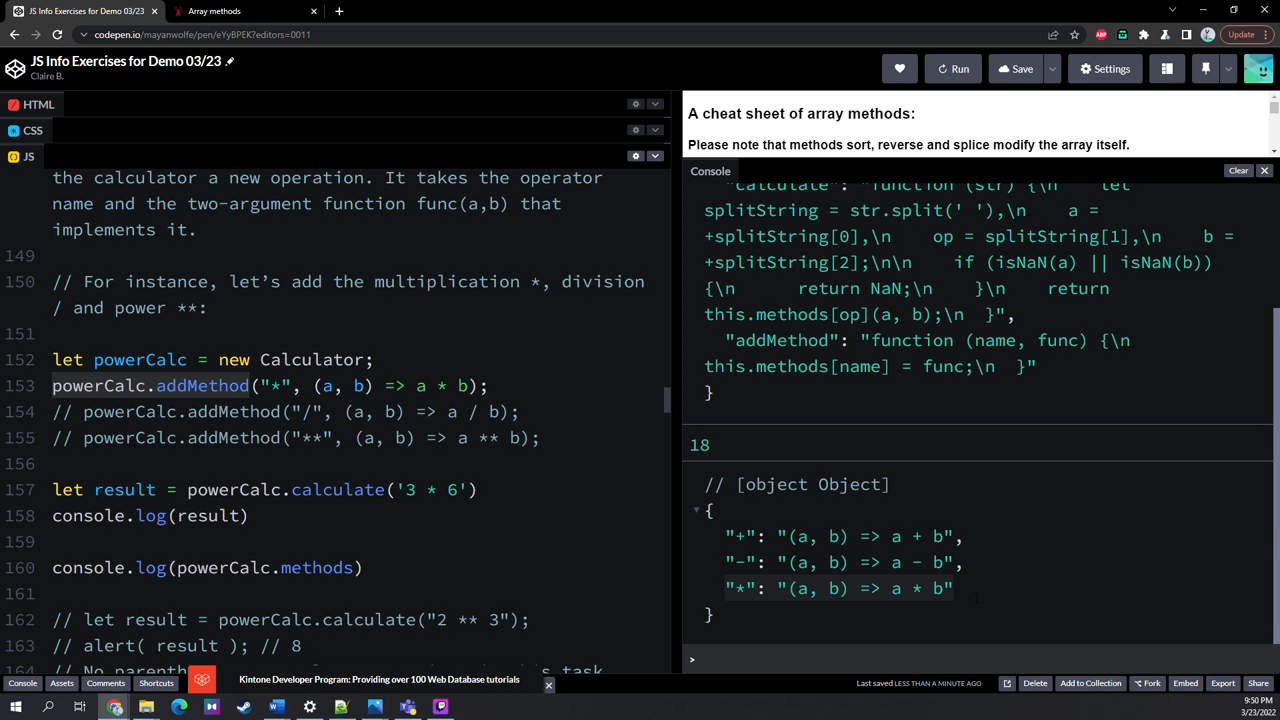 JS Info Exercises for Demo 03/23
Array methods
codepen.io/mayanwolfe/pen/eYyBPEK?editors=0011
ABP
Update
JS Info Exercises for Demo 03/23
Claire B.
Run
Save
Settings
HTML
CSS
JS
the calculator a new operation. It takes the operator
name and the two-argument function func(a,b) that
implements it.
149
150 // For instance, let’s add the multiplication *, division
/ and power **:
151
152 let powerCalc = new Calculator;
153 powerCalc.addMethod("*", (a, b) => a * b);
154 // powerCalc.addMethod("/", (a, b) => a / b);
155 // powerCalc.addMethod("**", (a, b) => a ** b);
156
157 let result = powerCalc.calculate('3 * 6')
158 console.log(result)
159
160 console.log(powerCalc.methods)
161
162 // let result = powerCalc.calculate("2 ** 3");
163 // alert( result ); // 8
164
A cheat sheet of array methods:
Please note that methods sort, reverse and splice modify the array itself.
Console
Clear
"calculate": "function (str) {\n    let
splitString = str.split(' '),\n    a =
+splitString[0],\n    op = splitString[1],\n    b =
+splitString[2];\n\n    if (isNaN(a) || isNaN(b))
{\n      return NaN;\n    }\n    return
this.methods[op](a, b);\n  }",
"addMethod": "function (name, func) {\n
this.methods[name] = func;\n  }"
}
18
// [object Object]
{
"+": "(a, b) => a + b",
"-": "(a, b) => a - b",
"*": "(a, b) => a * b"
}
>
Kintone Developer Program: Providing over 100 Web Database tutorials
Console
Assets
Comments
Shortcuts
Last saved LESS THAN A MINUTE AGO
Delete
Add to Collection
Fork
Embed
Export
Share
9:50 PM
3/23/2022